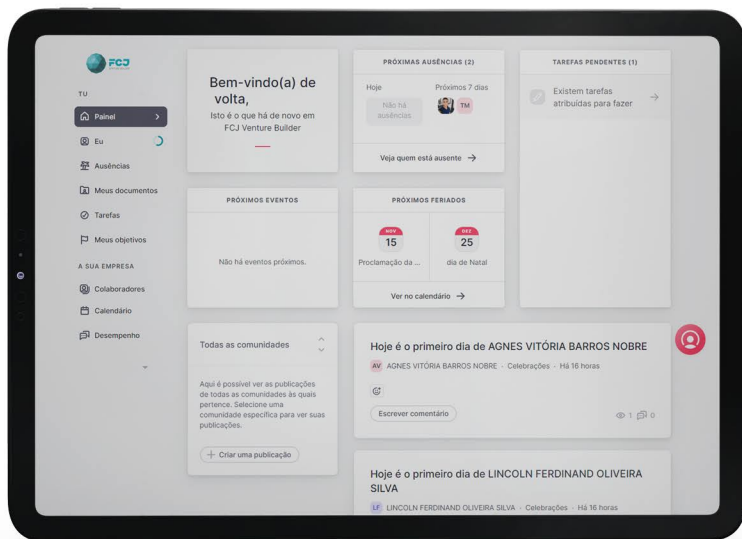 FCJ
TU
Painel
Eu
Ausências
Meus documentos
Tarefas
Meus objetivos
A SUA EMPRESA
Colaboradores
Calendário
Desempenho
Bem-vindo(a) de
volta,
Isto é o que há de novo em
FCJ Venture Builder
PRÓXIMAS AUSÊNCIAS (2)
Hoje
Próximos 7 dias
Não há
ausências
TM
Veja quem está ausente
TAREFAS PENDENTES (1)
Existem tarefas
atribuídas para fazer
PRÓXIMOS EVENTOS
Não há eventos próximos.
PRÓXIMOS FERIADOS
NOV
15
Proclamação da ...
DEZ
25
dia de Natal
Ver no calendário
Todas as comunidades
Aqui é possível ver as publicações
de todas as comunidades às quais
pertence. Selecione uma
comunidade específica para ver suas
publicações.
+ Criar uma publicação
Hoje é o primeiro dia de AGNES VITÓRIA BARROS NOBRE
AV AGNES VITÓRIA BARROS NOBRE · Celebrações · Há 16 horas
Escrever comentário
1 0
Hoje é o primeiro dia de LINCOLN FERDINAND OLIVEIRA
SILVA
LF LINCOLN FERDINAND OLIVEIRA SILVA · Celebrações · Há 16 horas